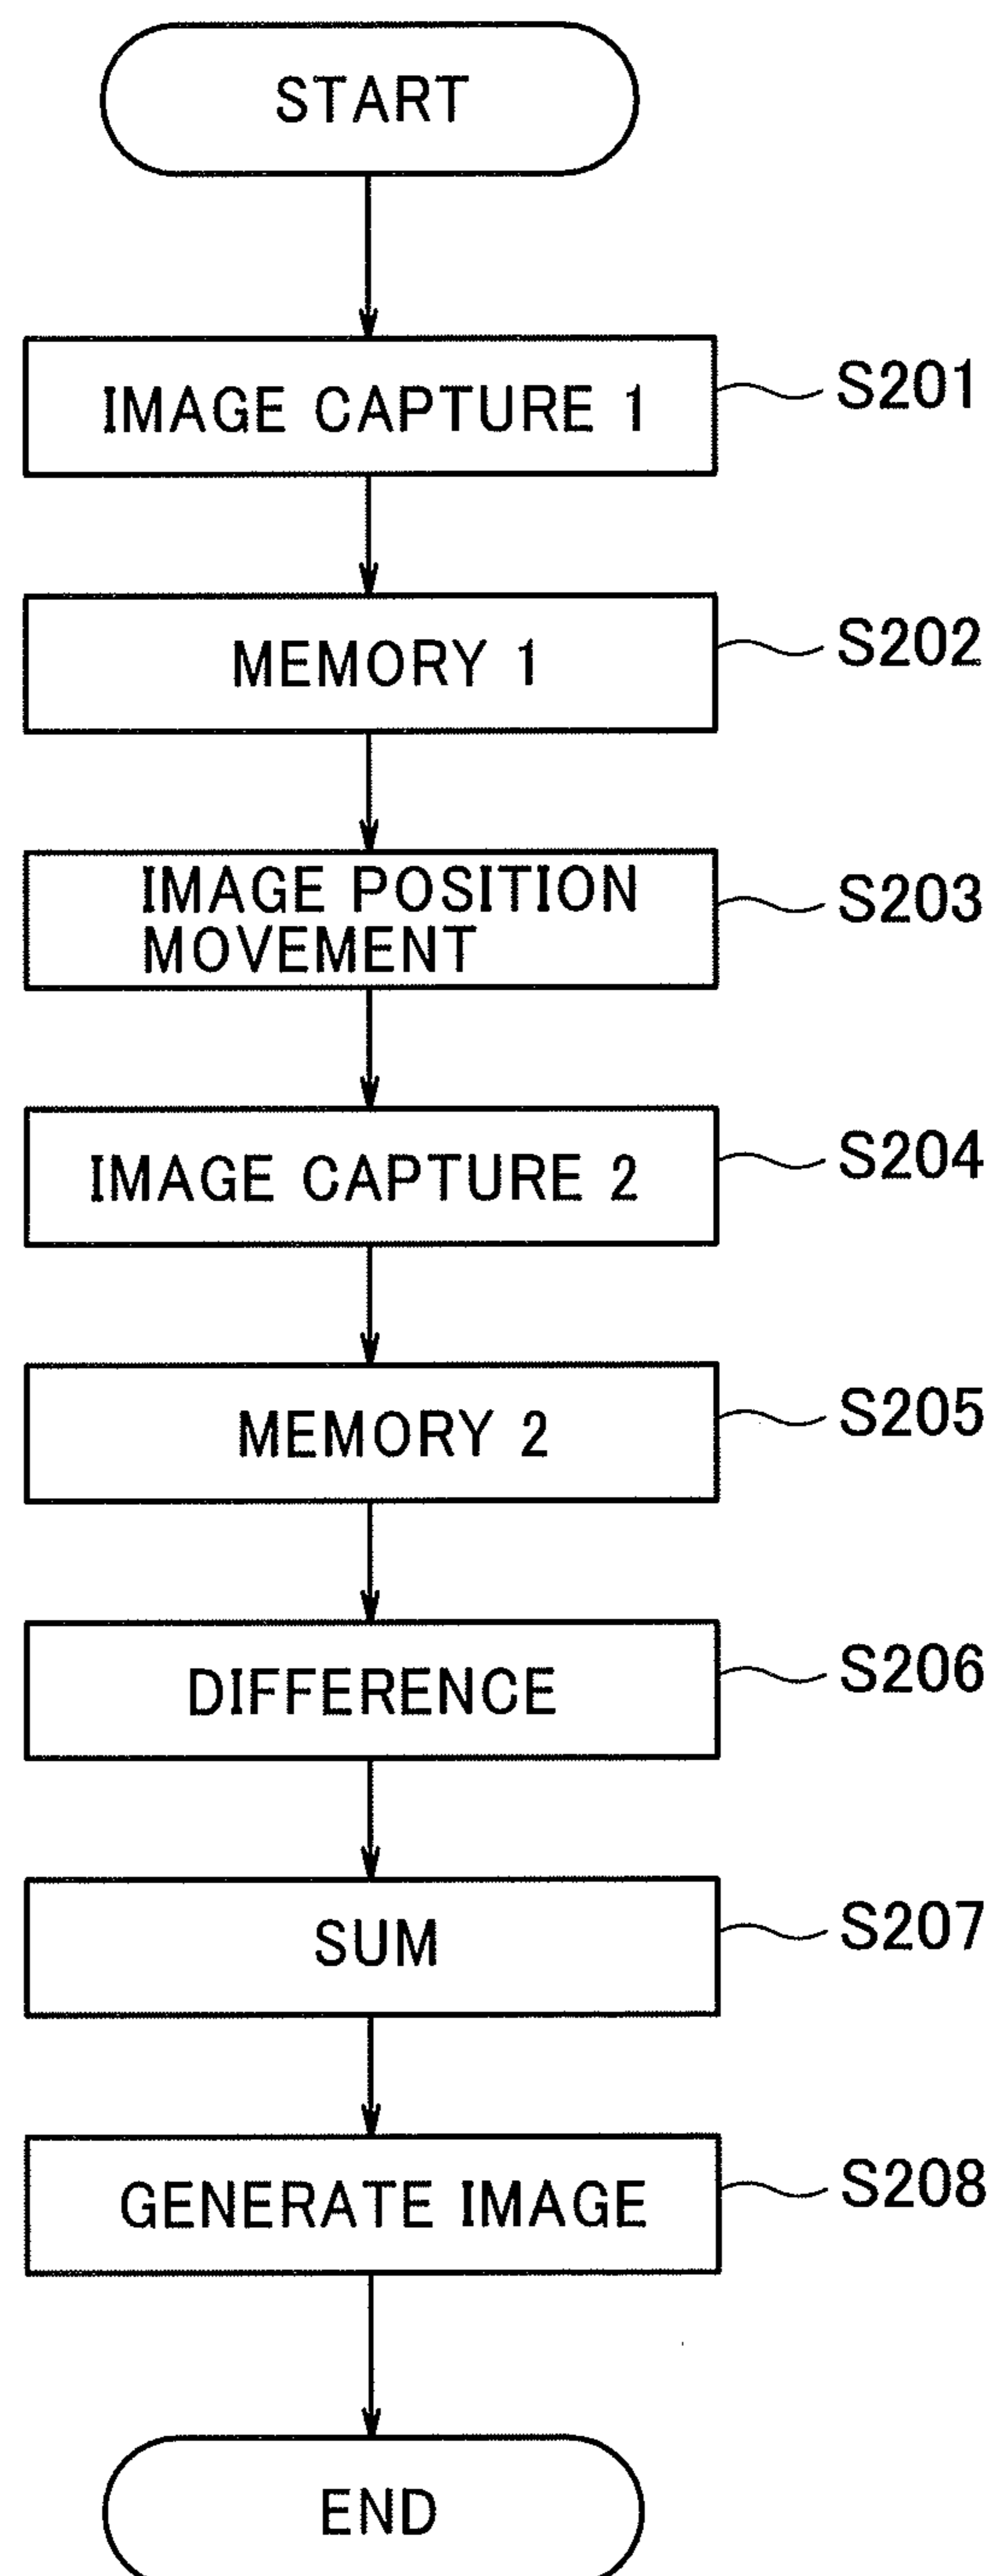 START
IMAGE CAPTURE 1
S201
MEMORY 1
S202
IMAGE POSITION
MOVEMENT
S203
IMAGE CAPTURE 2
S204
MEMORY 2
S205
DIFFERENCE
S206
SUM
S207
GENERATE IMAGE
S208
END